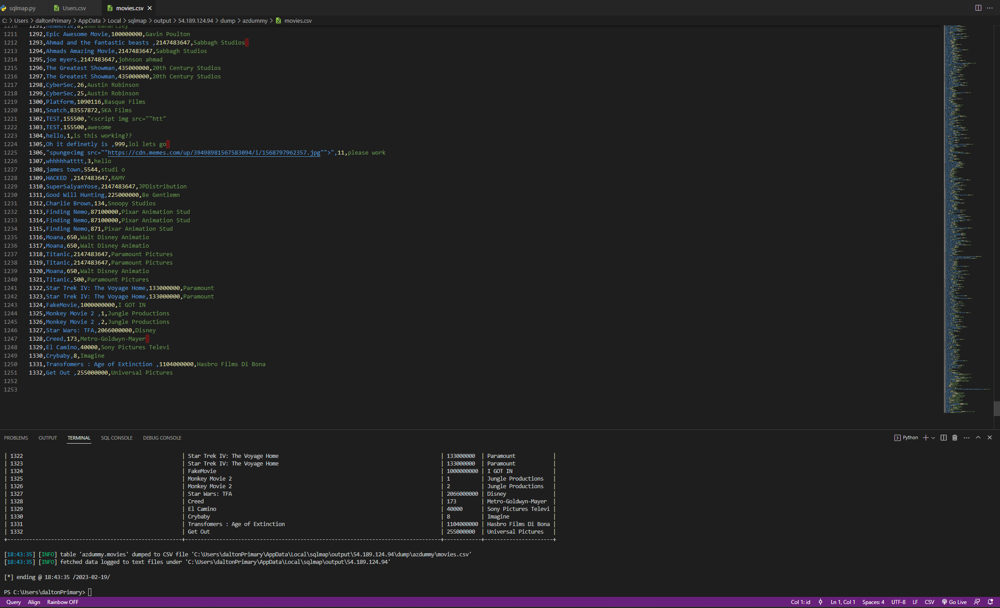 sqlmap.py Users.csv movies.csv
C: > Users > daltonPrimary > AppData > Local > sqlmap > output > 54.189.124.94 > dump > azdummy > movies.csv
1210 1291,newmovie,8,andrewhartley
1211 1292,Epic Awesome Movie,100000000,Gavin Poulton
1212 1293,Ahmad and the fantastic beasts ,2147483647,Sabbagh Studios
1213 1294,Ahmads Amazing Movie,2147483647,Sabbagh Studios
1214 1295,joe myers,2147483647,johnson ahmad
1215 1296,The Greatest Showman,435000000,20th Century Studios
1216 1297,The Greatest Showman,435000000,20th Century Studios
1217 1298,CyberSec,26,Austin Robinson
1218 1299,CyberSec,25,Austin Robinson
1219 1300,Platform,1090116,Basque Films
1220 1301,Snatch,83557872,SKA Films
1221 1302,TEST,155500,"<script img src=""htt"
1222 1303,TEST,155500,awesome
1223 1304,hello,1,is this working??
1224 1305,Oh it definetly is ,999,lol lets go
1225 1306,"spunge<img src=""https://cdn.memes.com/up/39498981567583094/i/1568797962357.jpg"">",11,please work
1226 1307,whhhhhatttt,3,hello
1227 1308,james town,5544,studi o
1228 1309,HACKED ,2147483647,RAMY
1229 1310,SuperSaiyanYose,2147483647,JPDistribution
1230 1311,Good Will Hunting,225000000,Be Gentlemn
1231 1312,Charlie Brown,134,Snoopy Studios
1232 1313,Finding Nemo,87100000,Pixar Animation Stud
1233 1314,Finding Nemo,87100000,Pixar Animation Stud
1234 1315,Finding Nemo,871,Pixar Animation Stud
1235 1316,Moana,650,Walt Disney Animatio
1236 1317,Moana,650,Walt Disney Animatio
1237 1318,Titanic,2147483647,Paramount Pictures
1238 1319,Titanic,2147483647,Paramount Pictures
1239 1320,Moana,650,Walt Disney Animatio
1240 1321,Titanic,500,Paramount Pictures
1241 1322,Star Trek IV: The Voyage Home,133000000,Paramount
1242 1323,Star Trek IV: The Voyage Home,133000000,Paramount
1243 1324,FakeMovie,1000000000,I GOT IN
1244 1325,Monkey Movie 2 ,1,Jungle Productions
1245 1326,Monkey Movie 2 ,2,Jungle Productions
1246 1327,Star Wars: TFA,2066000000,Disney
1247 1328,Creed,173,Metro-Goldwyn-Mayer
1248 1329,El Camino,40000,Sony Pictures Televi
1249 1330,Crybaby,8,Imagine
1250 1331,Transfomers : Age of Extinction ,1104000000,Hasbro Films Di Bona
1251 1332,Get Out ,255000000,Universal Pictures
1252
1253
PROBLEMS OUTPUT TERMINAL SQL CONSOLE DEBUG CONSOLE Python
| 1322 | Star Trek IV: The Voyage Home | 133000000 | Paramount |
| 1323 | Star Trek IV: The Voyage Home | 133000000 | Paramount |
| 1324 | FakeMovie | 1000000000 | I GOT IN |
| 1325 | Monkey Movie 2 | 1 | Jungle Productions |
| 1326 | Monkey Movie 2 | 2 | Jungle Productions |
| 1327 | Star Wars: TFA | 2066000000 | Disney |
| 1328 | Creed | 173 | Metro-Goldwyn-Mayer |
| 1329 | El Camino | 40000 | Sony Pictures Televi |
| 1330 | Crybaby | 8 | Imagine |
| 1331 | Transfomers : Age of Extinction | 1104000000 | Hasbro Films Di Bona |
| 1332 | Get Out | 255000000 | Universal Pictures |
[18:43:35] [INFO] table 'azdummy.movies' dumped to CSV file 'C:\Users\daltonPrimary\AppData\Local\sqlmap\output\54.189.124.94\dump\azdummy\movies.csv'
[18:43:35] [INFO] fetched data logged to text files under 'C:\Users\daltonPrimary\AppData\Local\sqlmap\output\54.189.124.94'
[*] ending @ 18:43:35 /2023-02-19/
PS C:\Users\daltonPrimary>
Query Align Rainbow OFF Col 1: id Ln 1, Col 1 Spaces: 4 UTF-8 LF CSV Go Live